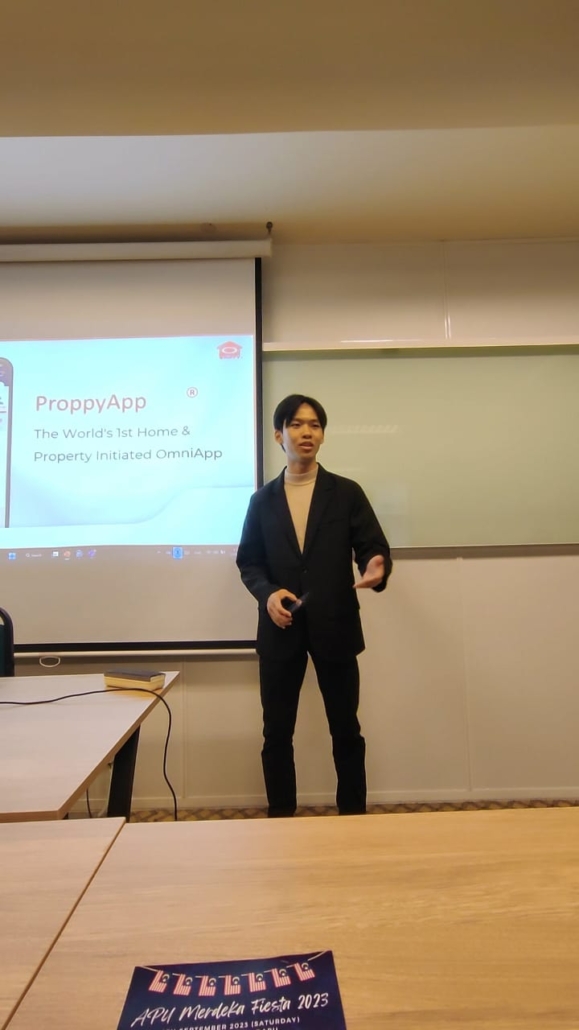 ProppyApp ®
The World's 1st Home &
Property Initiated OmniApp
APU Merdeka Fiesta 2023
SEPTEMBER 2023 (SATURDAY)